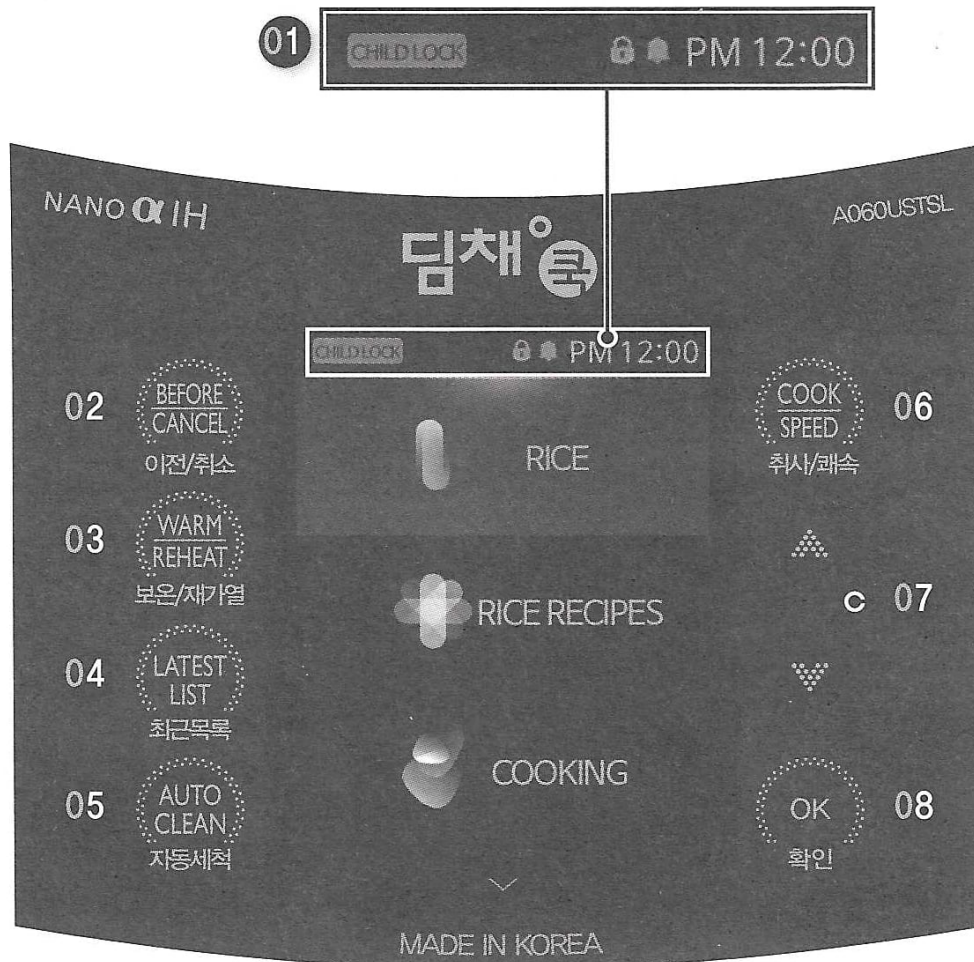 01
CHILD LOCK PM 12:00
NANO α IH
A060USTSL
딤채 쿡
CHILD LOCK PM 12:00
02
BEFORE
CANCEL
이전/취소
03
WARM
REHEAT
보온/재가열
04
LATEST
LIST
최근목록
05
AUTO
CLEAN
자동세척
RICE
RICE RECIPES
COOKING
COOK
SPEED
취사/쾌속
06
C 07
OK
확인
08
MADE IN KOREA